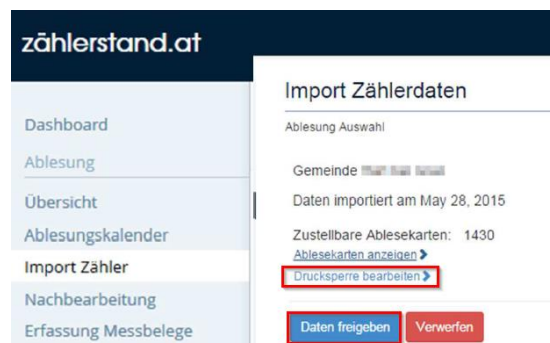 zählerstand.at
Dashboard
Ablesung
Übersicht
Ablesungskalender
Import Zähler
Nachbearbeitung
Erfassung Messbelege
Import Zählerdaten
Ablesung Auswahl
Gemeinde
Daten importiert am May 28, 2015
Zustellbare Ablesekarten: 1430
Ablesekarten anzeigen
Drucksperre bearbeiten
Daten freigeben Verwerfen